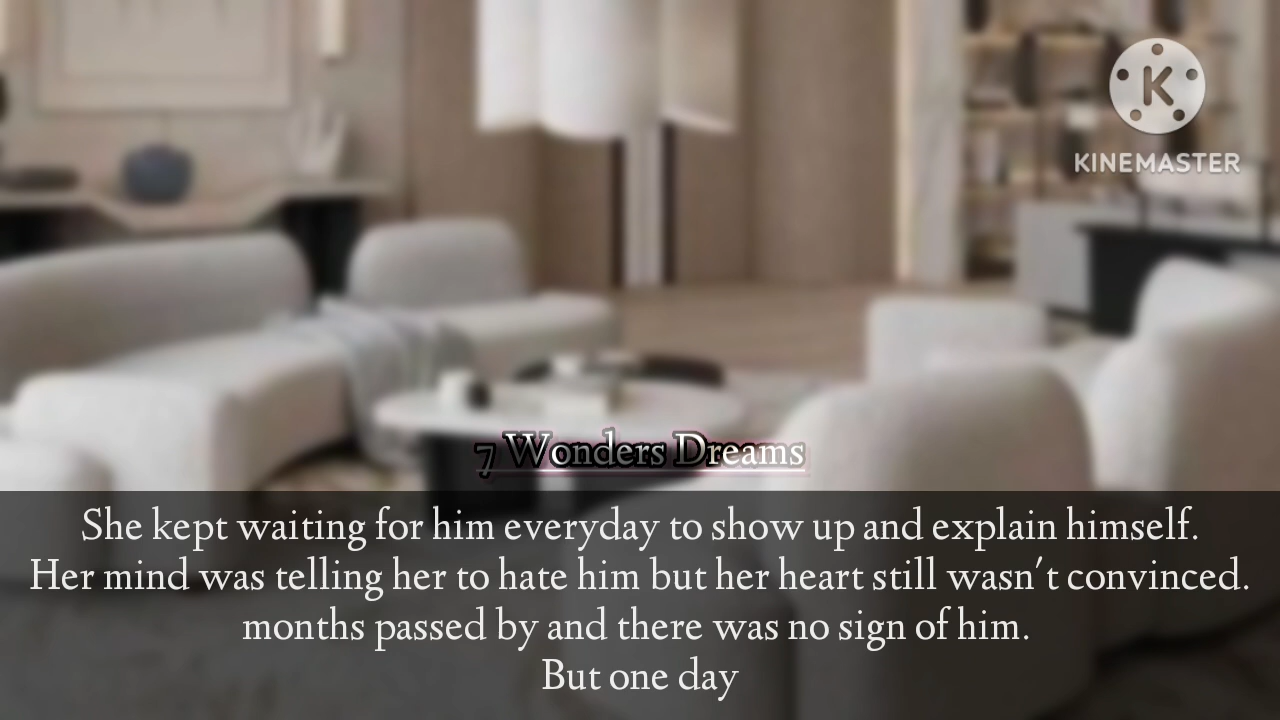 K
KINEMASTER
7 Wonders Dreams
She kept waiting for him everyday to show up and explain himself.
Her mind was telling her to hate him but her heart still wasn't convinced.
months passed by and there was no sign of him.
But one day